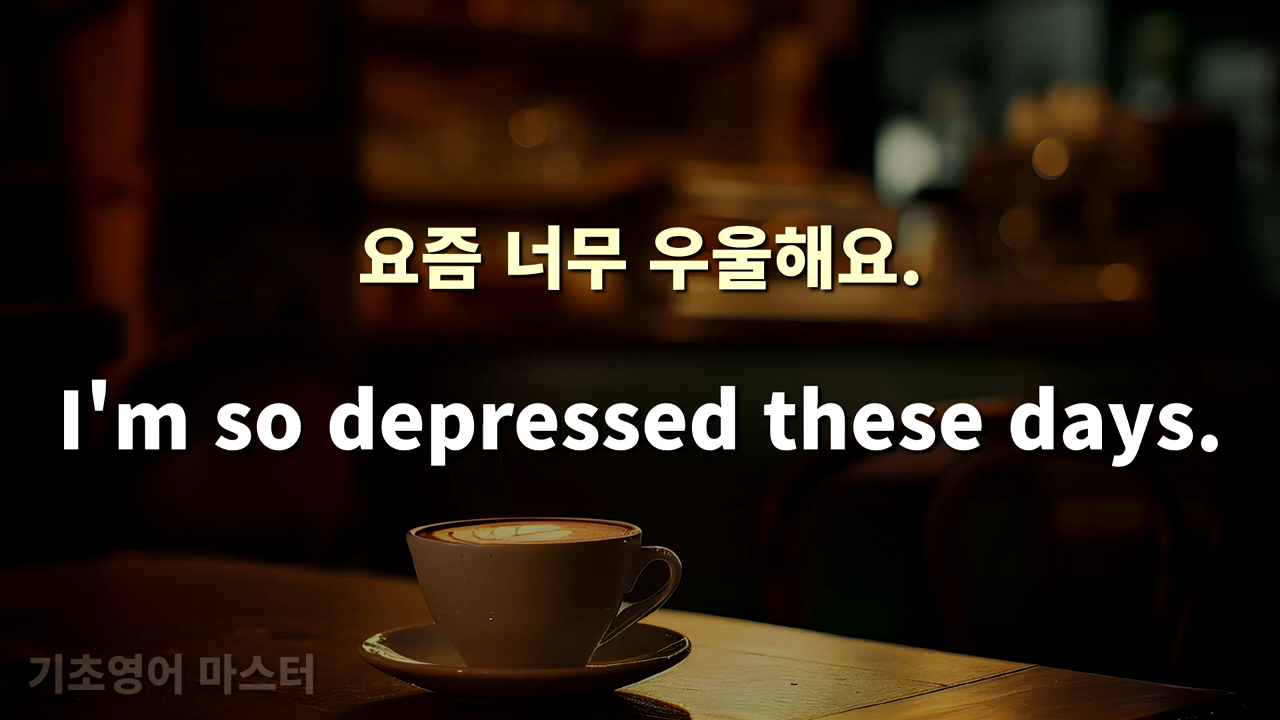 요즘 너무 우울해요.
I'm so depressed these days.
기초영어 마스터